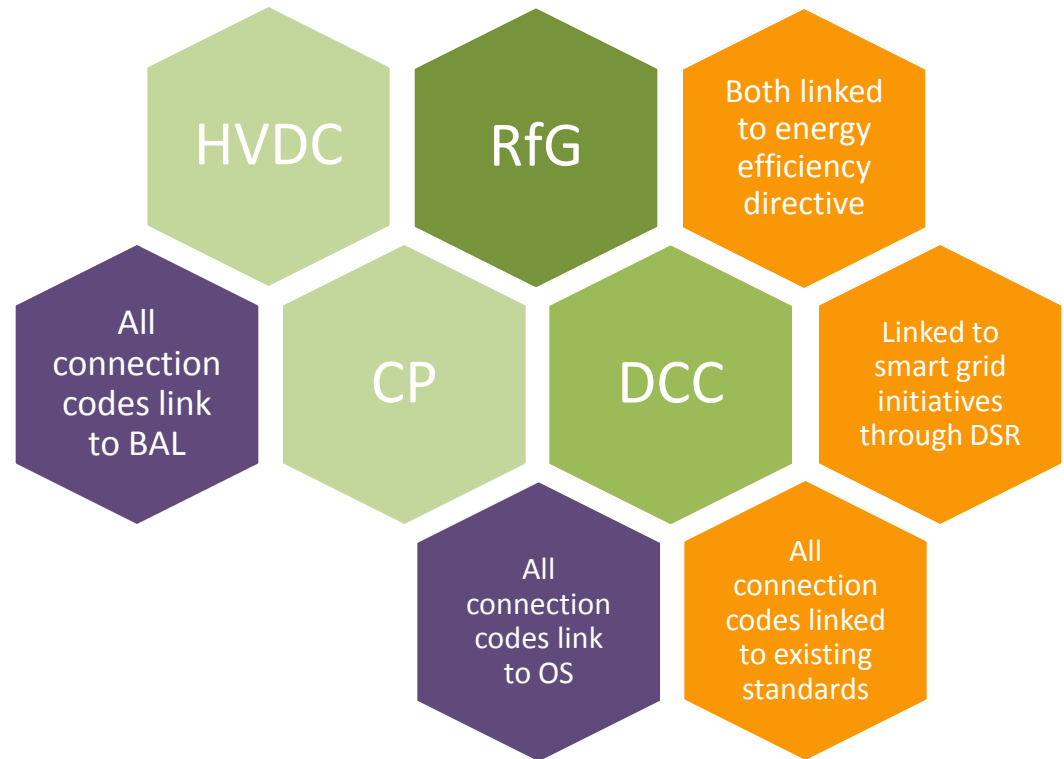 HVDC
RfG
Both linked
to energy
efficiency
directive
All
connection
codes link
to BAL
CP
DCC
Linked to
smart grid
initiatives
through DSR
All
connection
codes link
to OS
All
connection
codes linked
to existing
standards